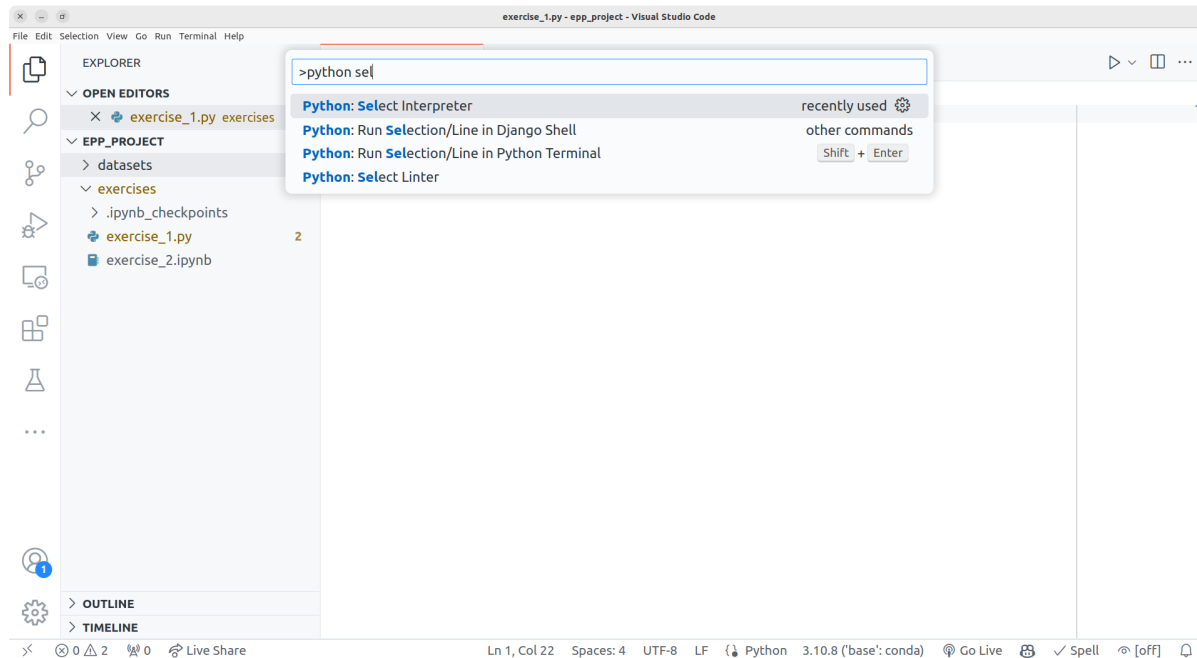 exercise_1.py - epp_project - Visual Studio Code
File Edit Selection View Go Run Terminal Help
EXPLORER
>python sel
OPEN EDITORS
Python: Select Interpreter recently used
exercise_1.py exercises
Python: Run Selection/Line in Django Shell other commands
EPP_PROJECT
Python: Run Selection/Line in Python Terminal Shift + Enter
datasets
Python: Select Linter
exercises
.ipynb_checkpoints
exercise_1.py 2
exercise_2.ipynb
1
OUTLINE
TIMELINE
0 2 0 Live Share Ln 1, Col 22 Spaces: 4 UTF-8 LF Python 3.10.8 ('base': conda) Go Live Spell [off]